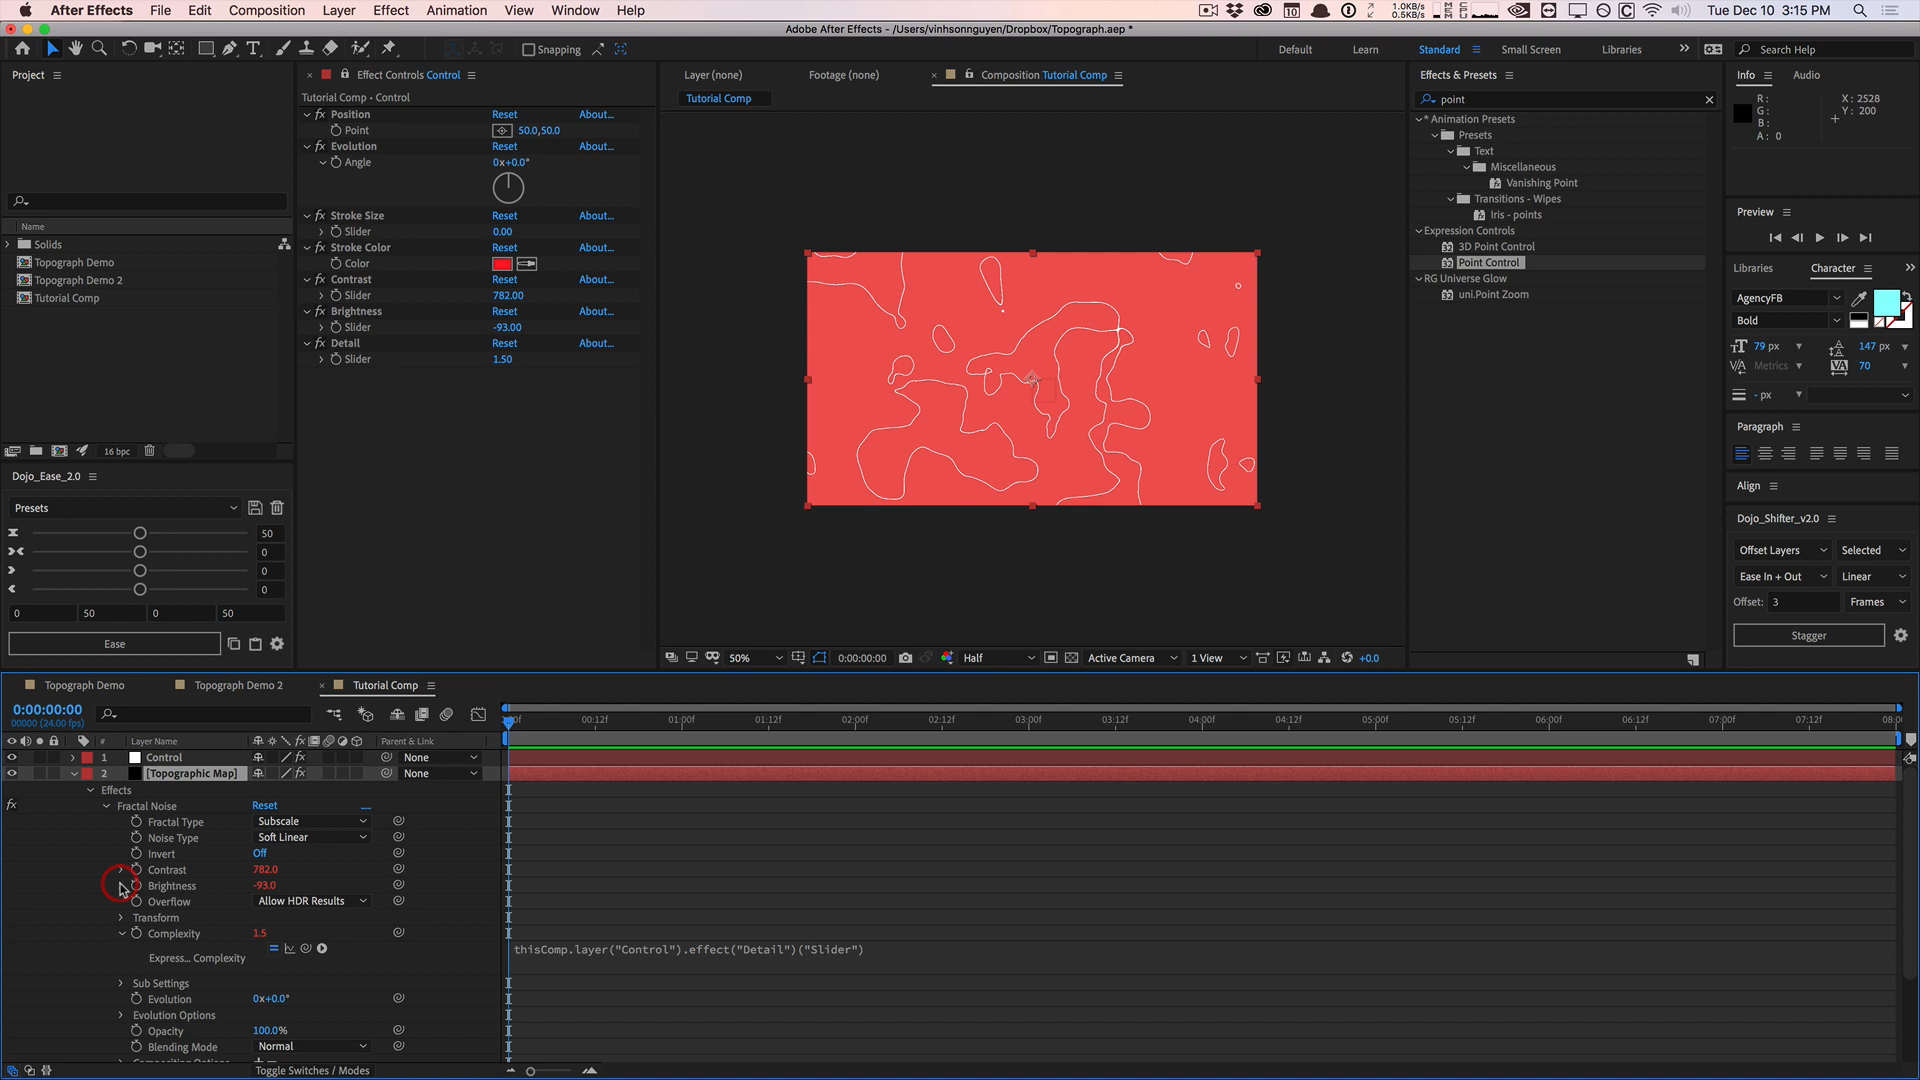 After Effects File Edit Composition Layer Effect Animation View Window Help
1.0KB/s
0.5KB/s
Tue Dec 10 3:15 PM
Adobe After Effects - /Users/vinhsonnguyen/Dropbox/Topograph.aep *
Snapping
Default Learn Standard Small Screen Libraries Search Help
Project
Name
Solids
Topograph Demo
Topograph Demo 2
Tutorial Comp
16 bpc
Dojo_Ease_2.0
Presets
50
0
0
0
0 50 0 50
Ease
Effect Controls Control
Tutorial Comp • Control
Position Reset About...
Point 50.0,50.0
Evolution Reset About...
Angle 0x+0.0°
Stroke Size Reset About...
Slider 0.00
Stroke Color Reset About...
Color
Contrast Reset About...
Slider 782.00
Brightness Reset About...
Slider -93.00
Detail Reset About...
Slider 1.50
Layer (none) Footage (none) Composition Tutorial Comp
Tutorial Comp
50% 0:00:00:00 Half Active Camera 1 View +0.0
Effects & Presets
point
* Animation Presets
Presets
Text
Miscellaneous
Vanishing Point
Transitions - Wipes
Iris - points
Expression Controls
3D Point Control
Point Control
RG Universe Glow
uni.Point Zoom
Info Audio
R: X: 2528
G: Y: 200
B:
A: 0
Preview
Libraries Character
AgencyFB
Bold
79 px 147 px
Metrics 70
- px
Paragraph
Align
Dojo_Shifter_v2.0
Offset Layers Selected
Ease In + Out Linear
Offset: 3 Frames
Stagger
Topograph Demo Topograph Demo 2 Tutorial Comp
0:00:00:00
00000 (24.00 fps)
00:12f 01:00f 01:12f 02:00f 02:12f 03:00f 03:12f 04:00f 04:12f 05:00f 05:12f 06:00f 06:12f 07:00f 07:12f
# Layer Name Parent & Link
1 Control None
2 [Topographic Map] None
Effects
Fractal Noise Reset
Fractal Type Subscale
Noise Type Soft Linear
Invert Off
Contrast 782.0
Brightness -93.0
Overflow Allow HDR Results
Transform
Complexity 1.5
Express... Complexity thisComp.layer("Control").effect("Detail")("Slider")
Sub Settings
Evolution 0x+0.0°
Evolution Options
Opacity 100.0%
Blending Mode Normal
Toggle Switches / Modes